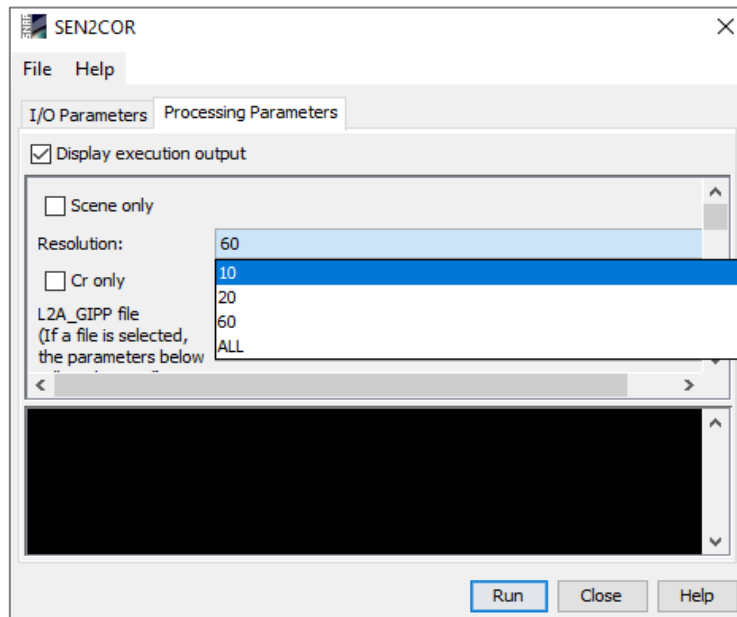 SEN2COR
File Help
I/O Parameters Processing Parameters
Display execution output
Scene only
Resolution: 60
10
Cr only
20
L2A_GIPP file
60
(If a file is selected,
ALL
the parameters below
Run Close Help